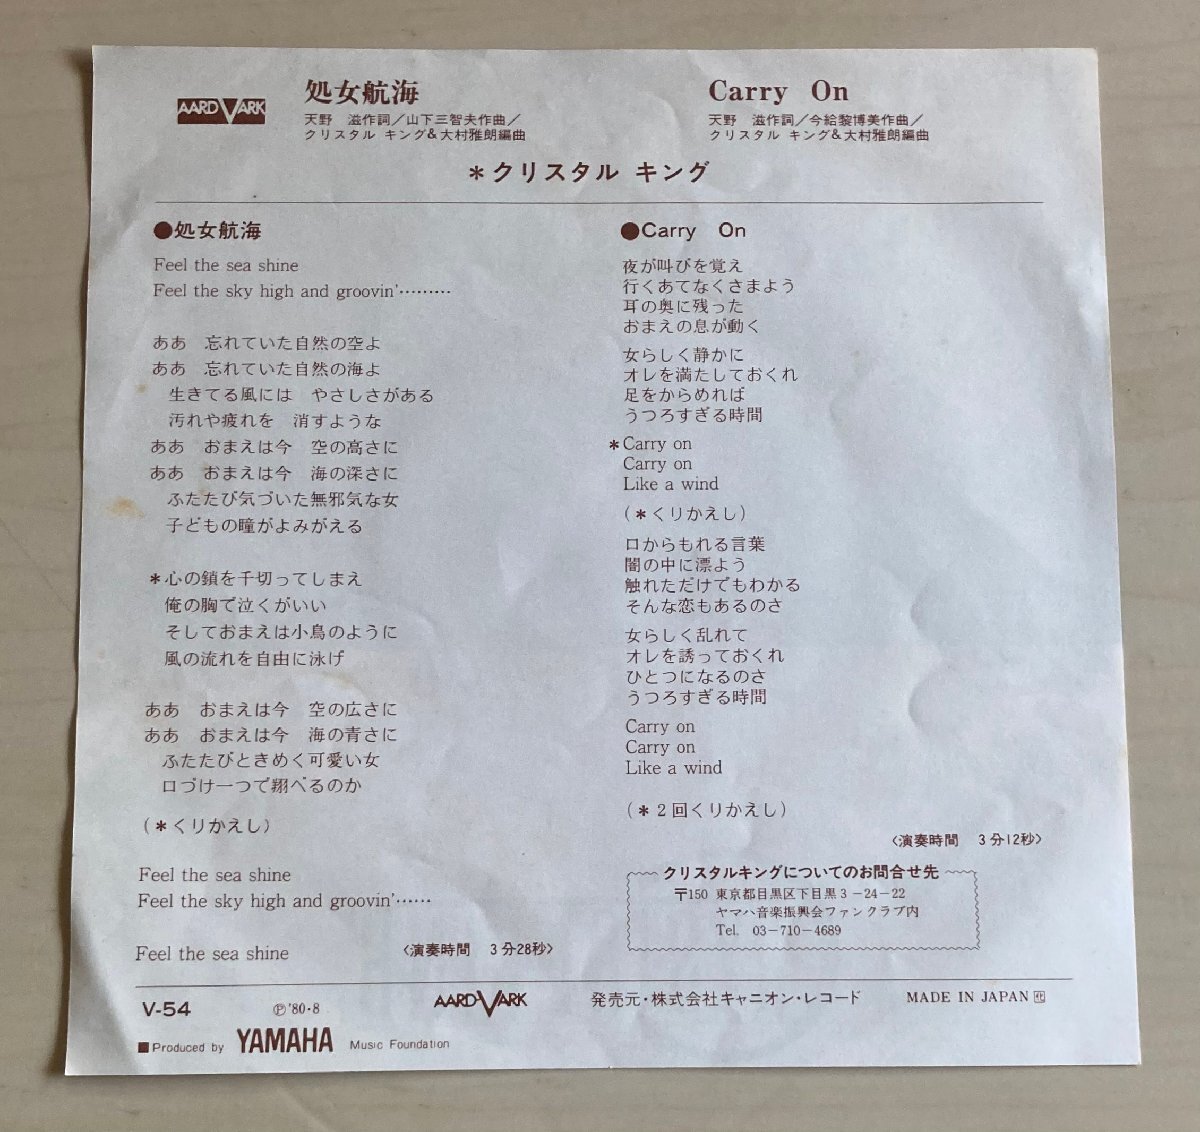 AARDVARK
処女航海
天野　滋作詞／山下三智夫作曲／
クリスタル キング&大村雅朗編曲
Carry On
天野　滋作詞／今給黎博美作曲／
クリスタル キング&大村雅朗編曲
＊クリスタル キング
●処女航海
Feel the sea shine
Feel the sky high and groovin'………
ああ　忘れていた自然の空よ
ああ　忘れていた自然の海よ
生きてる風には　やさしさがある
汚れや疲れを　消すような
ああ　おまえは今　空の高さに
ああ　おまえは今　海の深さに
ふたたび気づいた無邪気な女
子どもの瞳がよみがえる
＊心の鎖を千切ってしまえ
俺の胸で泣くがいい
そしておまえは小鳥のように
風の流れを自由に泳げ
ああ　おまえは今　空の広さに
ああ　おまえは今　海の青さに
ふたたびときめく可愛い女
口づけ一つで翔べるのか
(＊くりかえし)
Feel the sea shine
Feel the sky high and groovin'……
Feel the sea shine
〈演奏時間　3分28秒〉
●Carry On
夜が叫びを覚え
行くあてなくさまよう
耳の奥に残った
おまえの息が動く
女らしく静かに
オレを満たしておくれ
足をからめれば
うつろすぎる時間
＊Carry on
Carry on
Like a wind
(＊くりかえし)
口からもれる言葉
闇の中に漂よう
触れただけでもわかる
そんな恋もあるのさ
女らしく乱れて
オレを誘っておくれ
ひとつになるのさ
うつろすぎる時間
Carry on
Carry on
Like a wind
(＊2回くりかえし)
〈演奏時間　3分12秒〉
クリスタルキングについてのお問合せ先
〒150 東京都目黒区下目黒3－24－22
ヤマハ音楽振興会ファンクラブ内
Tel. 03－710－4689
V-54
Ⓟ'80・8
AARDVARK
発売元・株式会社キャニオン・レコード
MADE IN JAPAN
■Produced by YAMAHA Music Foundation